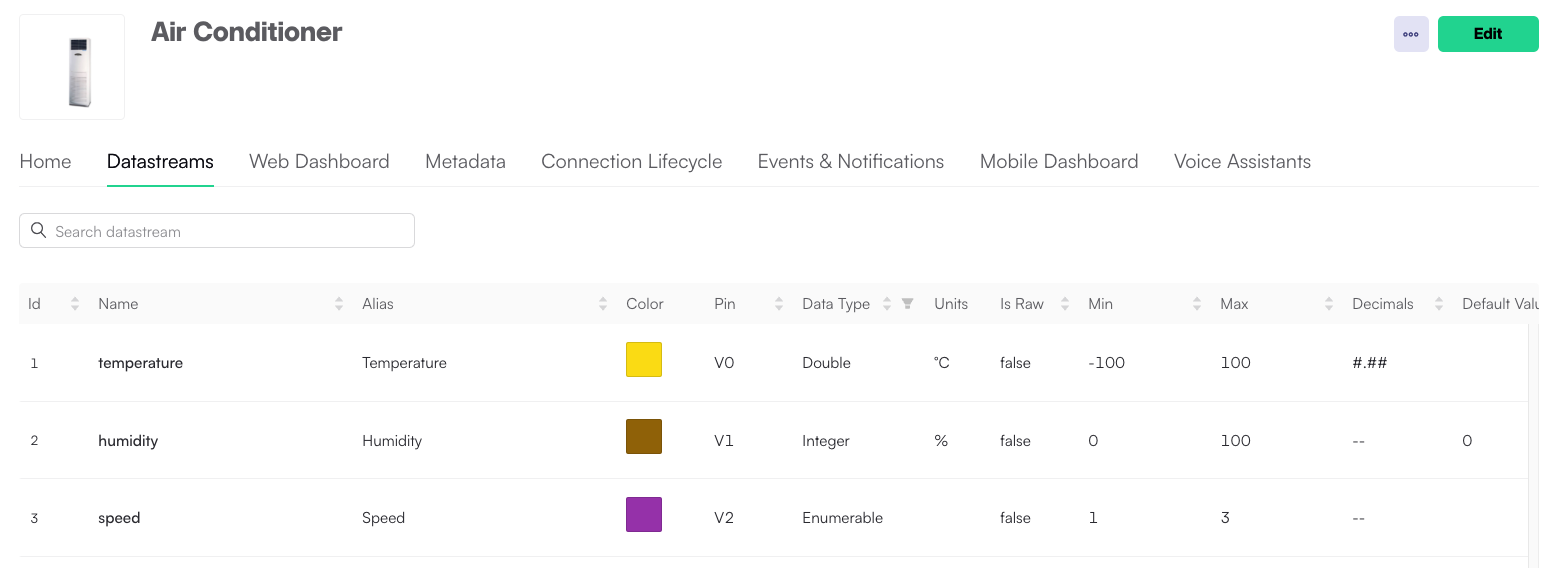 Air Conditioner
Edit
Home Datastreams Web Dashboard Metadata Connection Lifecycle Events & Notifications Mobile Dashboard Voice Assistants
Search datastream
Id Name Alias Color Pin Data Type Units Is Raw Min Max Decimals Default Valu
1 temperature Temperature V0 Double °C false -100 100 #.##
2 humidity Humidity V1 Integer % false 0 100 -- 0
3 speed Speed V2 Enumerable false 1 3 --